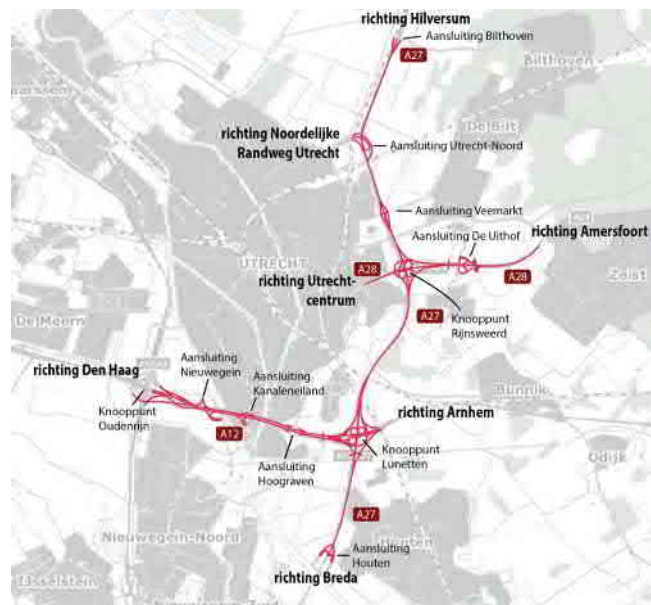 richting Hilversum
Aansluiting Bilthoven
A27
Bilthoven
De Bilt
richting Noordelijke
Randweg Utrecht
Aansluiting Utrecht-Noord
Aansluiting Veemarkt
Aansluiting De Uithof
richting Amersfoort
UTRECHT
A28
A28
Zeist
richting Utrecht-
centrum
A27
Knooppunt
Rijnsweerd
De Meern
richting Den Haag
Aansluiting
Nieuwegein
Aansluiting
Kanaleneiland
Bunnik
Knooppunt
Oudenrijn
A12
richting Arnhem
Aansluiting
Hoograven
Knooppunt
Lunetten
Odijk
A27
Nieuwegein-Noord
Houten
Aansluiting
Houten
richting Breda
IJsselstein